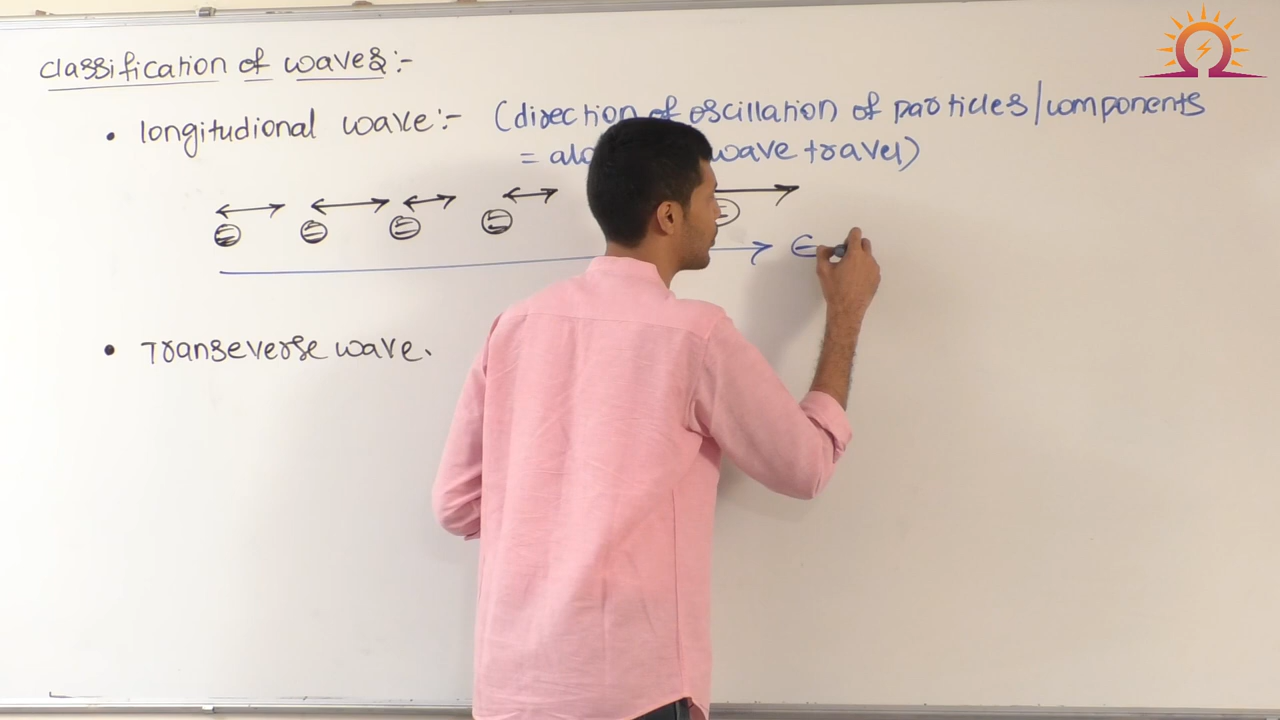 classification of waves:-
• longitudional wave:- (direction of oscillation of particles/components
= wave travel)
• Transeverse wave.